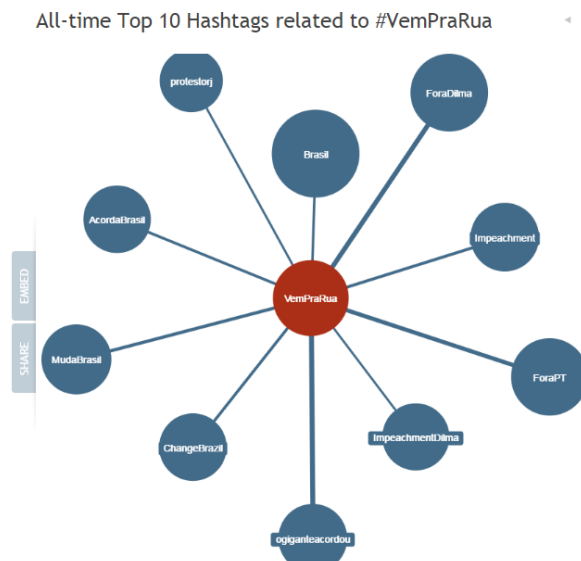 All-time Top 10 Hashtags related to #VemPraRua
protestorj
ForaDilma
Brasil
AcordaBrasil
Impeachment
EMBED
VemPraRua
SHARE
MudaBrasil
ForaPT
ImpeachmentDilma
ChangeBrazil
ogiganteacordou